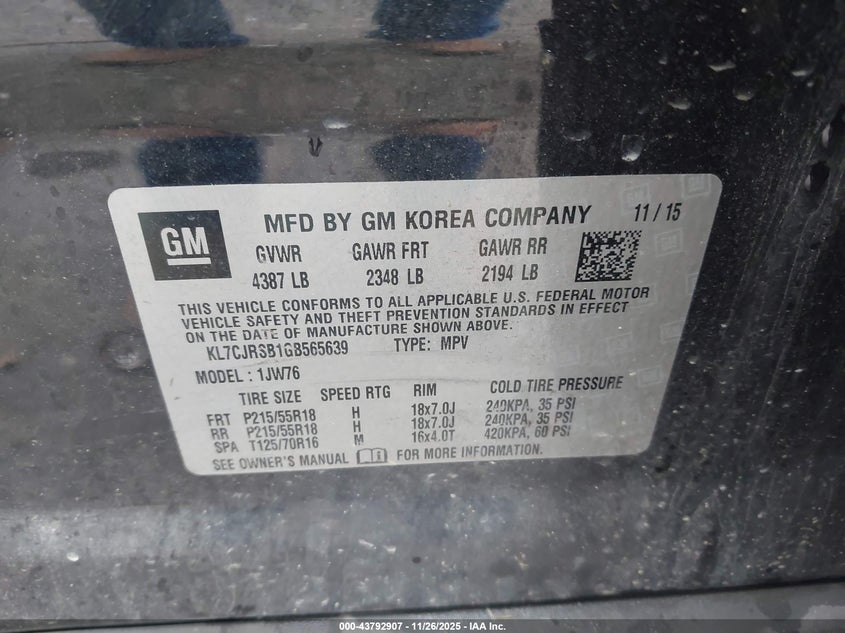 GM
MFD BY GM KOREA COMPANY 11 / 15
GVWR GAWR FRT GAWR RR
4387 LB 2348 LB 2194 LB
THIS VEHICLE CONFORMS TO ALL APPLICABLE U.S. FEDERAL MOTOR
VEHICLE SAFETY AND THEFT PREVENTION STANDARDS IN EFFECT
ON THE DATE OF MANUFACTURE SHOWN ABOVE.
KL7CJRSB1GB565639 TYPE: MPV
MODEL : 1JW76
TIRE SIZE SPEED RTG RIM COLD TIRE PRESSURE
FRT P215/55R18 H 18x7.0J 240KPA, 35 PSI
RR P215/55R18 H 18x7.0J 240KPA, 35 PSI
SPA T125/70R16 M 16x4.0T 420KPA, 60 PSI
SEE OWNER'S MANUAL FOR MORE INFORMATION.
000-43792907 - 11/26/2025 - IAA Inc.